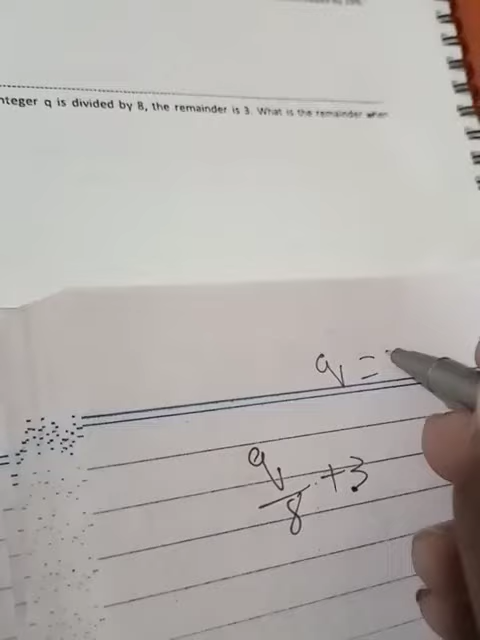 nteger q is divided by 8, the remainder is 3. What is the remainder when
q =
q/8 + 3